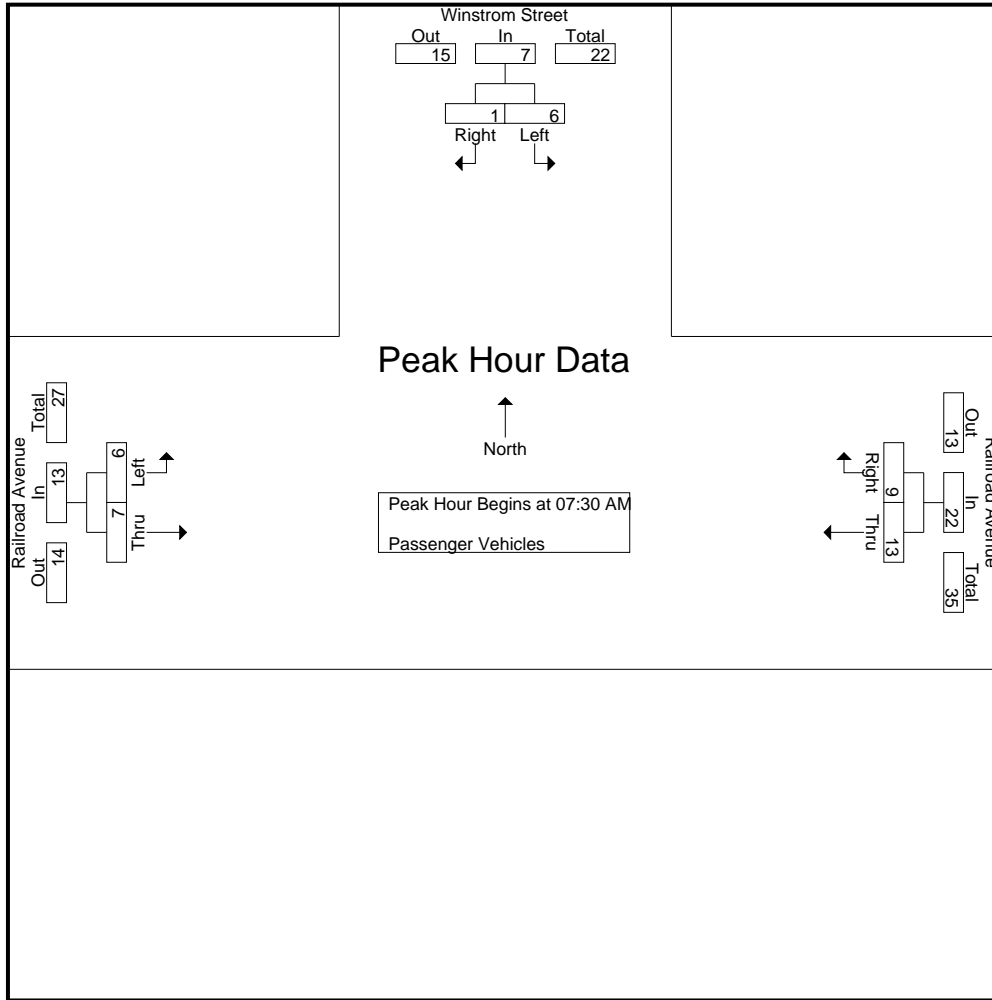 Winstrom Street
Out In Total
15 7 22
1 6
Right Left
Peak Hour Data
North
Peak Hour Begins at 07:30 AM
Passenger Vehicles
Railroad Avenue
Total In Out
27 13 14
6 7
Left Thru
Railroad Avenue
Out In Total
13 22 35
9 13
Right Thru